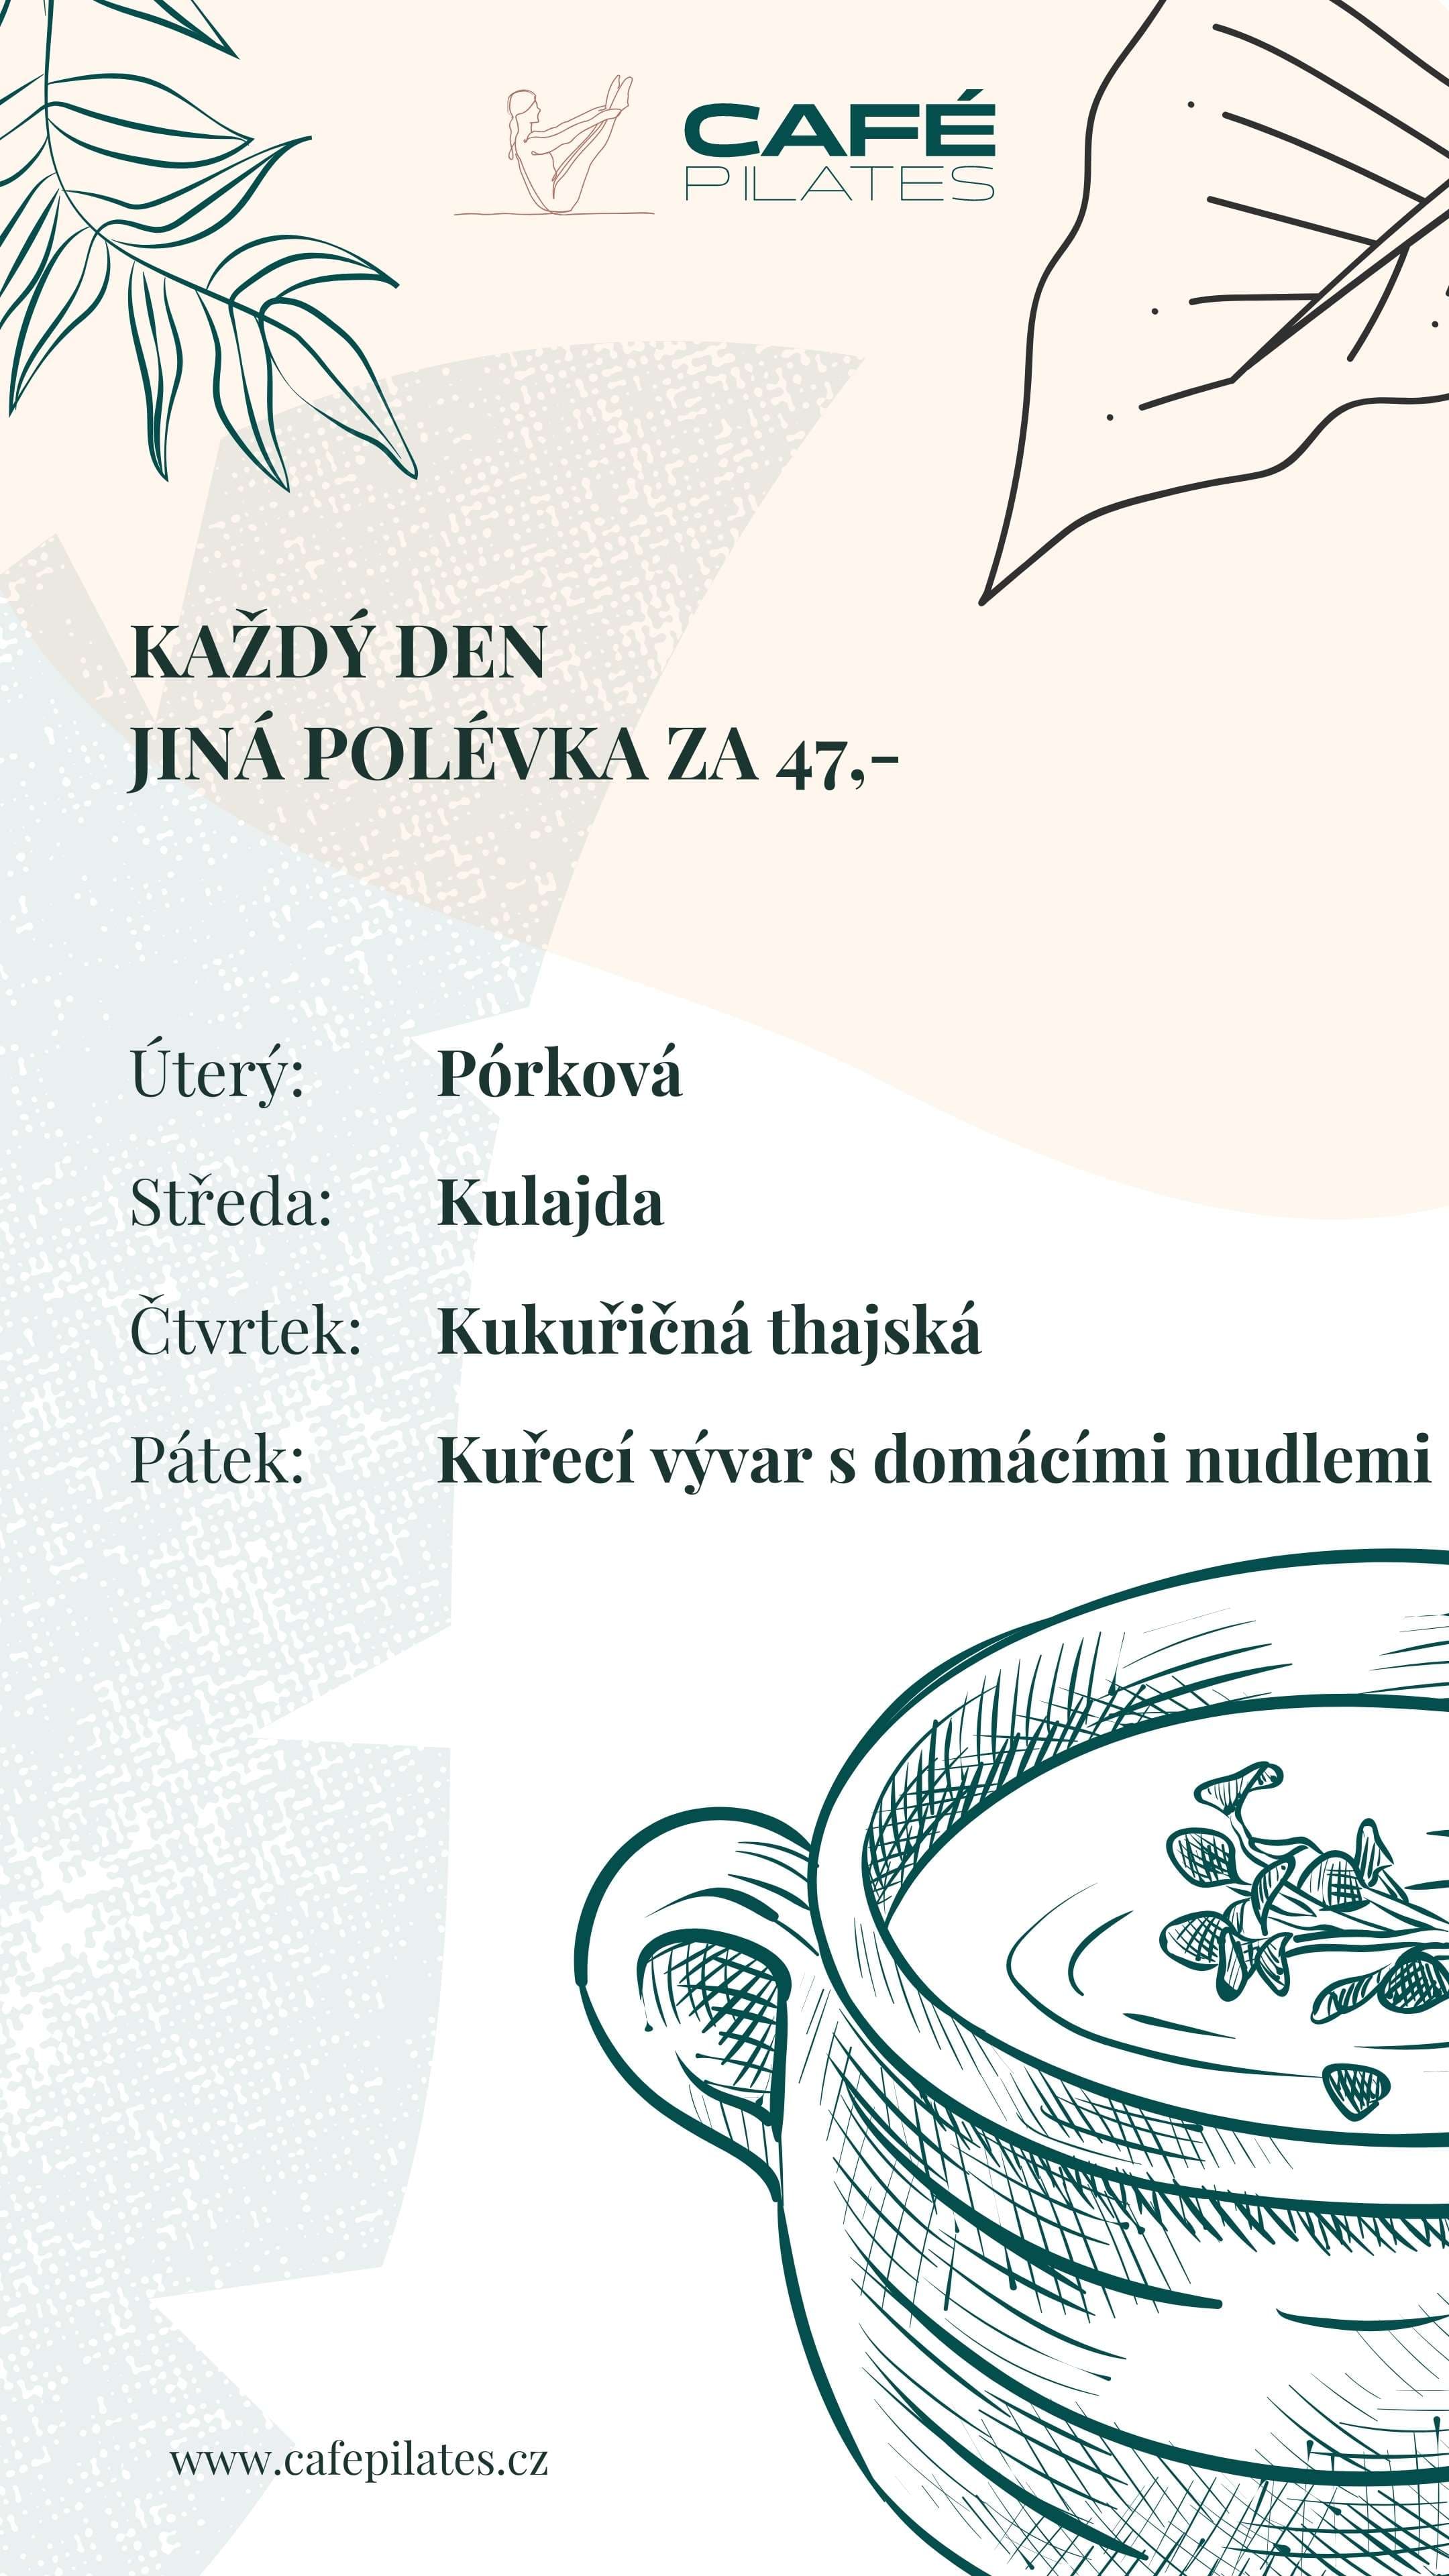 CAFÉ
PILATES
KAŽDÝ DEN
JINÁ POLÉVKA ZA 47,-
Úterý: Pórková
Středa: Kulajda
Čtvrtek: Kukuřičná thajská
Pátek: Kuřecí vývar s domácími nudlemi
www.cafepilates.cz